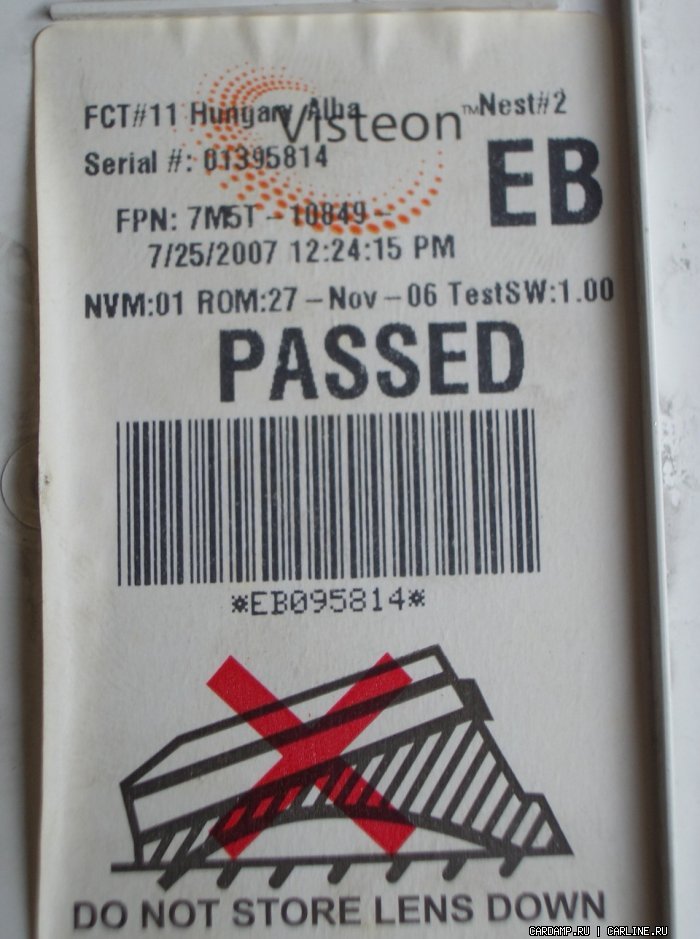 FCT#11 Hungary Alba Nest#2
Visteon™
Serial #: 01395814
EB
FPN: 7M5T - 10849 -
7/25/2007 12:24:15 PM
NVM:01 ROM:27 - Nov - 06 TestSW:1.00
PASSED
*EB095814*
DO NOT STORE LENS DOWN
CARDAMP.RU | CARLINE.RU